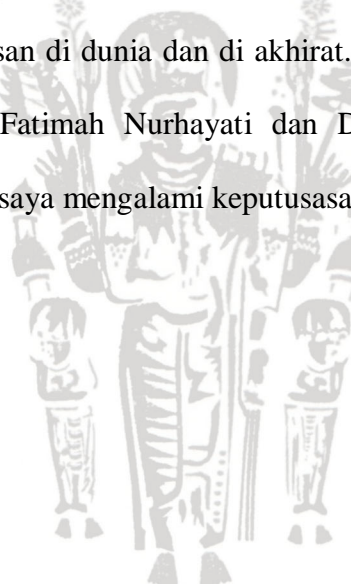 san di dunia dan di akhirat.
Fatimah Nurhayati dan D
saya mengalami keputusasa